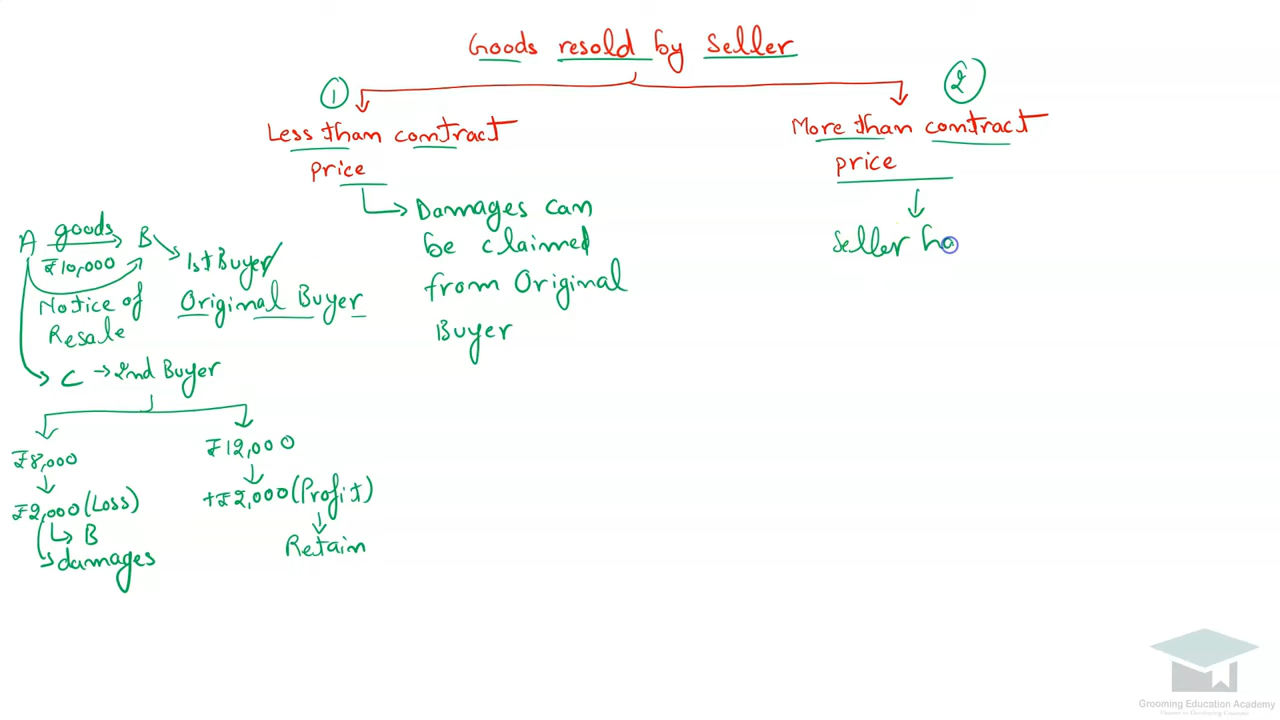 Goods resold by Seller
1
2
Less than contract
price
More than contract
price
Damages can
be claimed
from Original
Buyer
Seller ha
A goods B
₹10,000
1st Buyer
Notice of
Resale
Original Buyer
C → 2nd Buyer
₹8,000
₹12,000
₹2,000 (Loss)
B
damages
+₹2,000 (Profit)
Retain
Grooming Education Academy